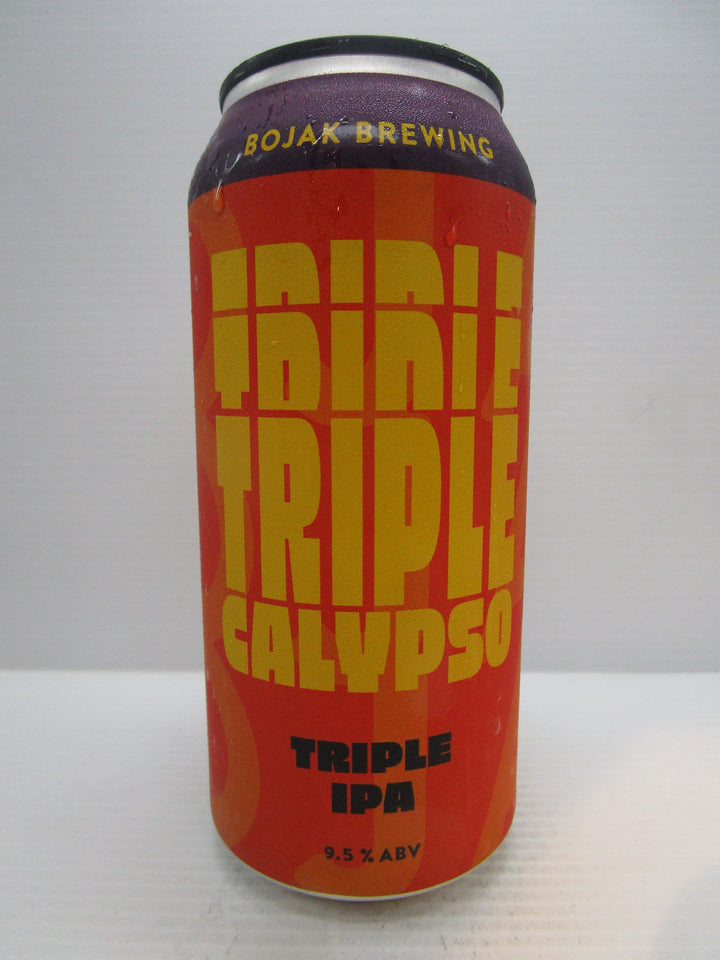 BOJAK BREWING
TRIPLE
TRIPLE
TRIPLE
CALYPSO
TRIPLE
IPA
9.5 % ABV